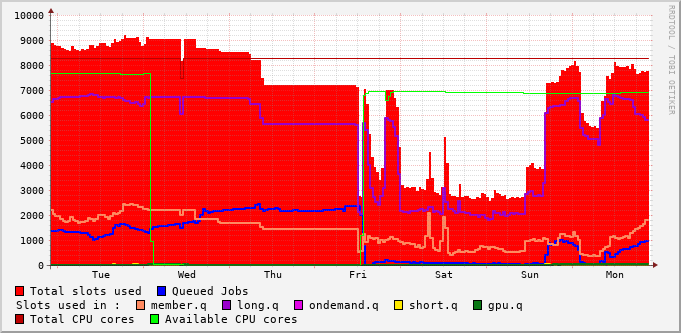 10000
9000
8000
7000
6000
5000
4000
3000
2000
1000
0
Tue Wed Thu Fri Sat Sun Mon
Total slots used Queued Jobs
Slots used in : member.q long.q ondemand.q short.q gpu.q
Total CPU cores Available CPU cores
RRDTOOL / TOBI OETIKER